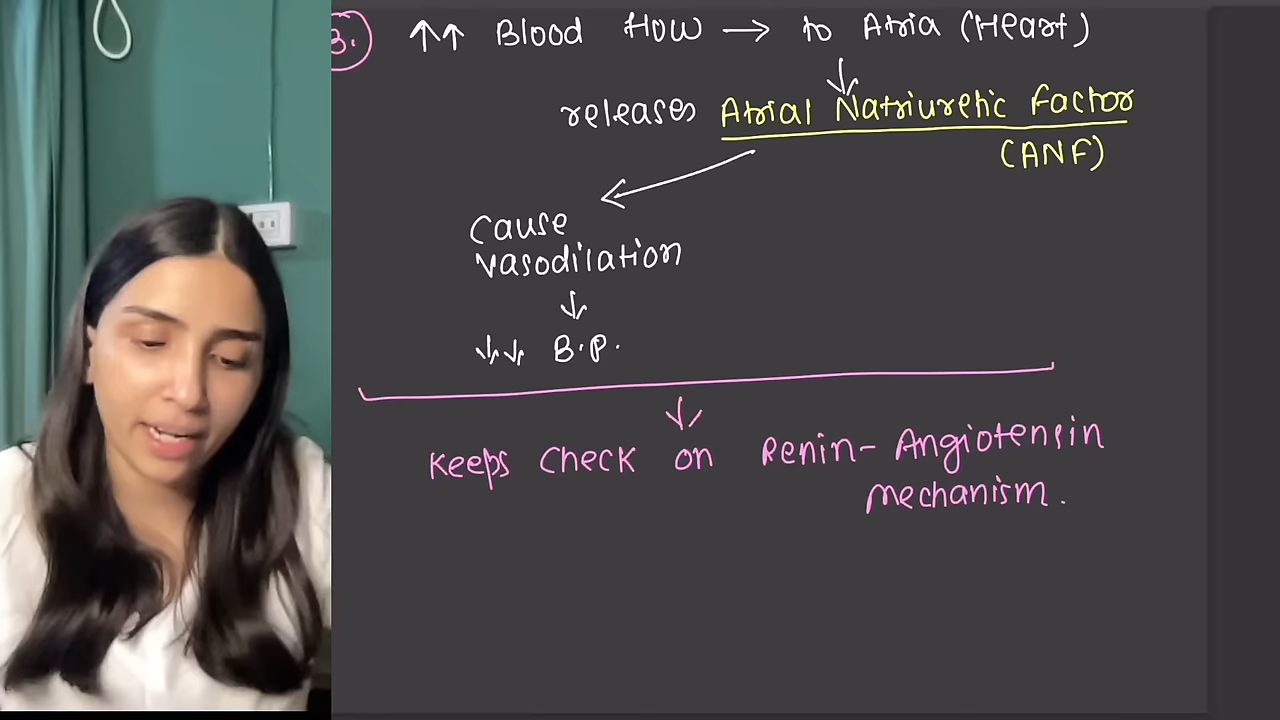 3. ↑↑ Blood flow → to Atria (Heart)
↓
releases Atrial Natriuretic factor
(ANF)
Cause
vasodilation
↓
↓↓ B.P.
↓
Keeps check on Renin-Angiotensin
mechanism.